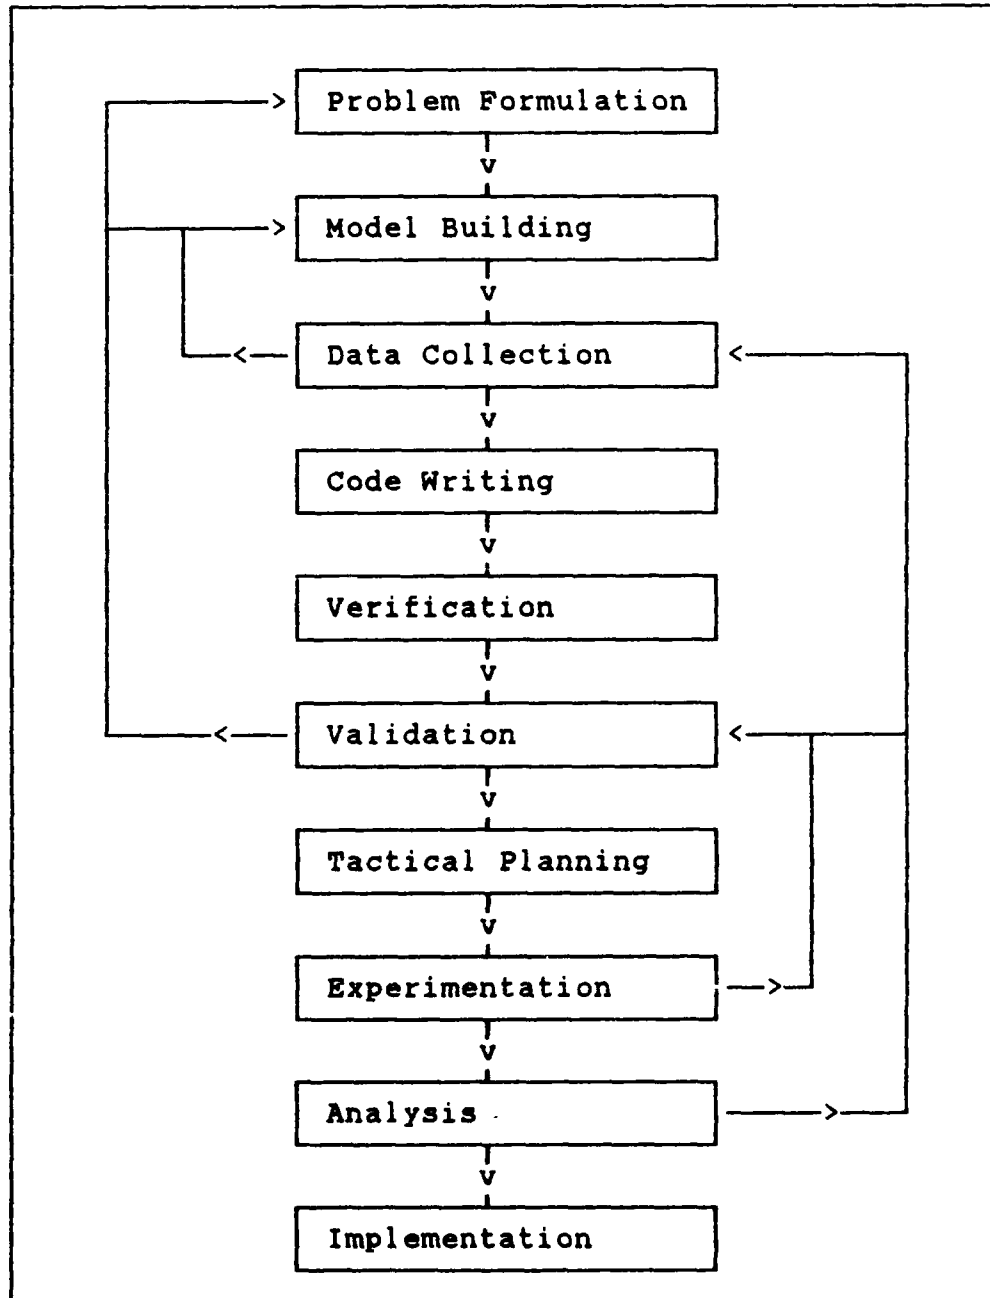 Problem Formulation
Model Building
Data Collection
Code Writing
Verification
Validation
Tactical Planning
Experimentation
Analysis
Implementation